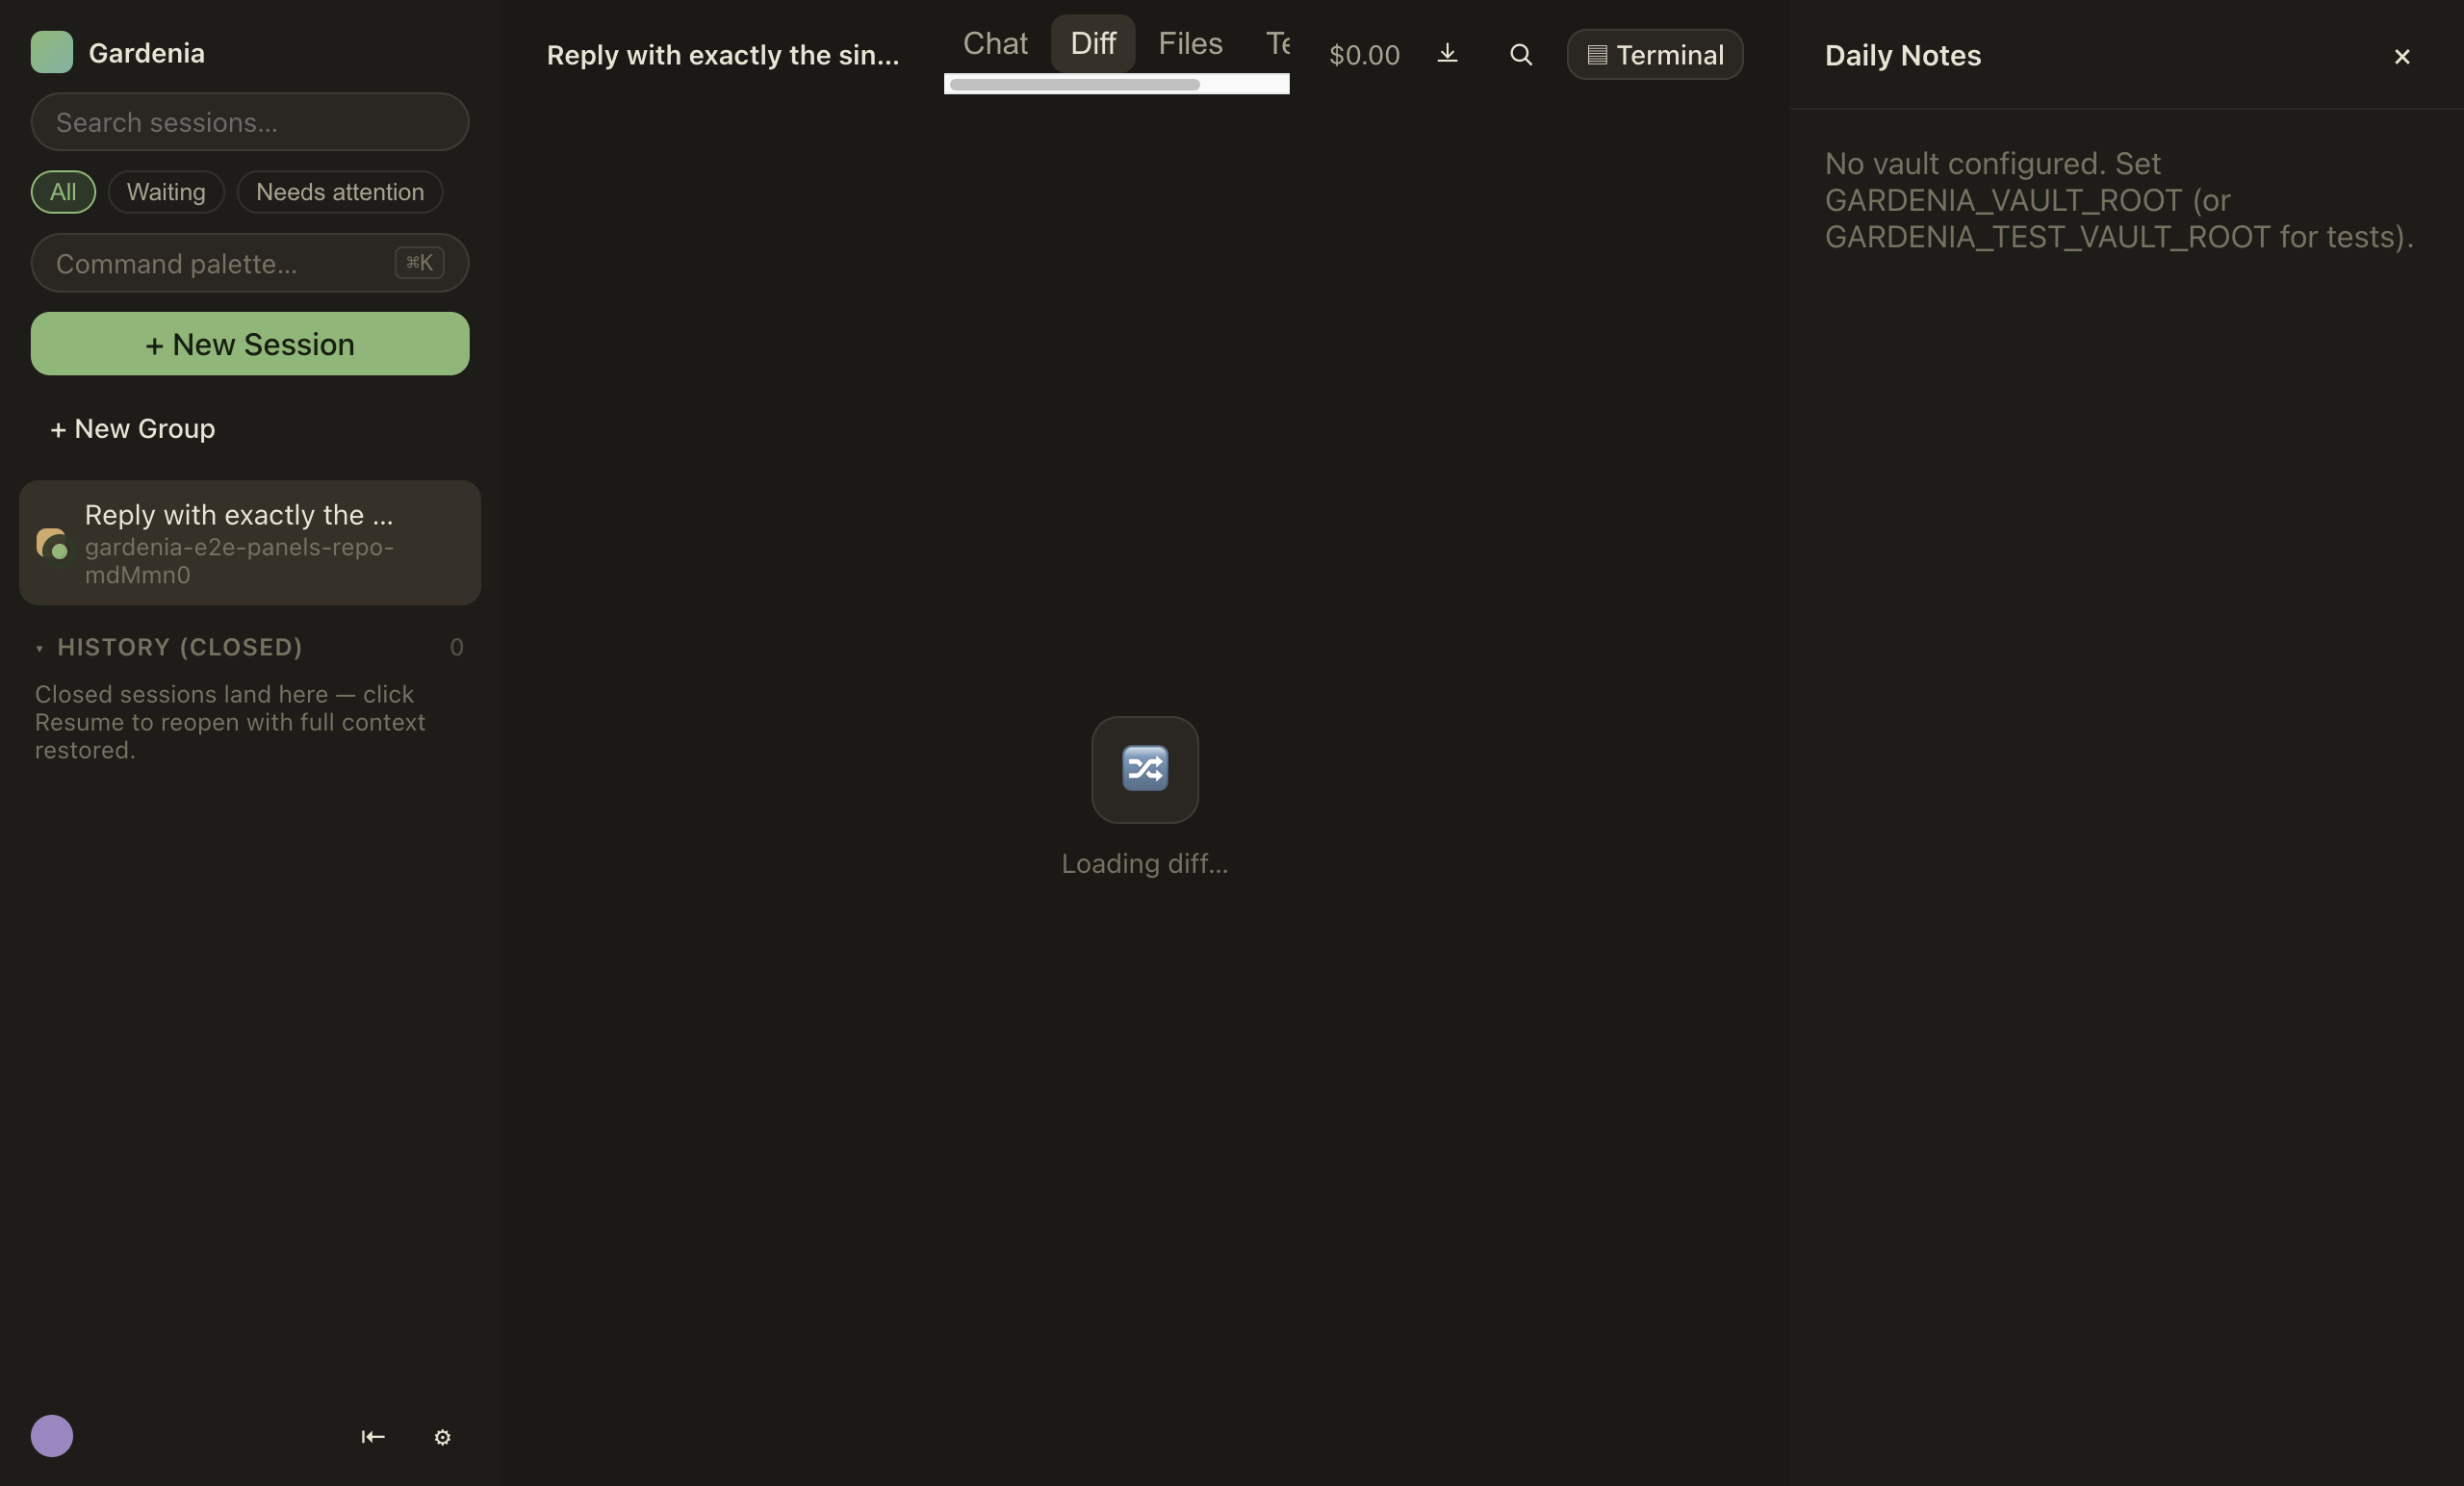 Gardenia
Search sessions...
All
Waiting
Needs attention
Command palette...
⌘K
+ New Session
+ New Group
Reply with exactly the ...
gardenia-e2e-panels-repo-
mdMmn0
HISTORY (CLOSED)
0
Closed sessions land here — click
Resume to reopen with full context
restored.
Reply with exactly the sin...
Chat
Diff
Files
$0.00
Terminal
Loading diff...
Daily Notes
No vault configured. Set
GARDENIA_VAULT_ROOT (or
GARDENIA_TEST_VAULT_ROOT for tests).